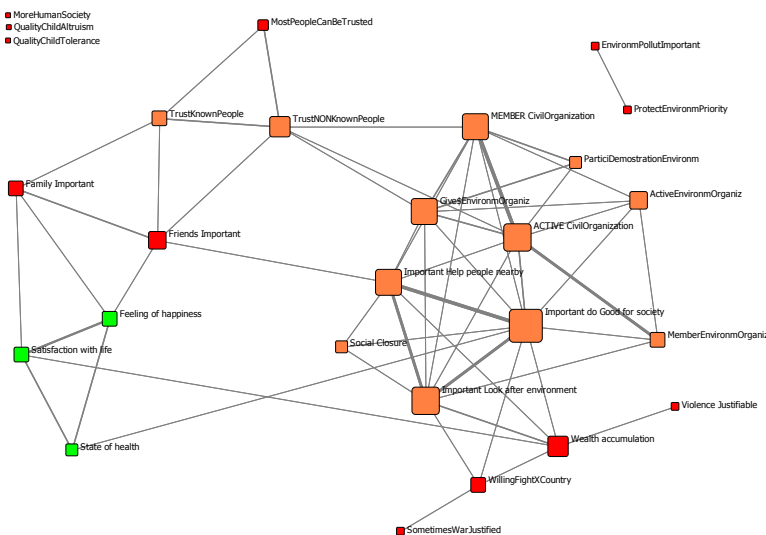 MoreHumanSociety
QualityChildAltruism
QualityChildTolerance
MostPeopleCanBeTrusted
EnvironmPollutImportant
ProtectEnvironmPriority
TrustKnownPeople
TrustNONKnownPeople
MEMBER CivilOrganization
ParticiDemostrationEnvironm
Family Important
ActiveEnvironmOrganiz
Gives$EnvironmOrganiz
Friends Important
ACTIVE CivilOrganization
Important Help people nearby
Feeling of happiness
Important do Good for society
Satisfaction with life
Social Closure
MemberEnvironmOrganiz
Important Look after environment
Violence Justifiable
State of health
Wealth accumulation
WillingFightXCountry
SometimesWarJustified